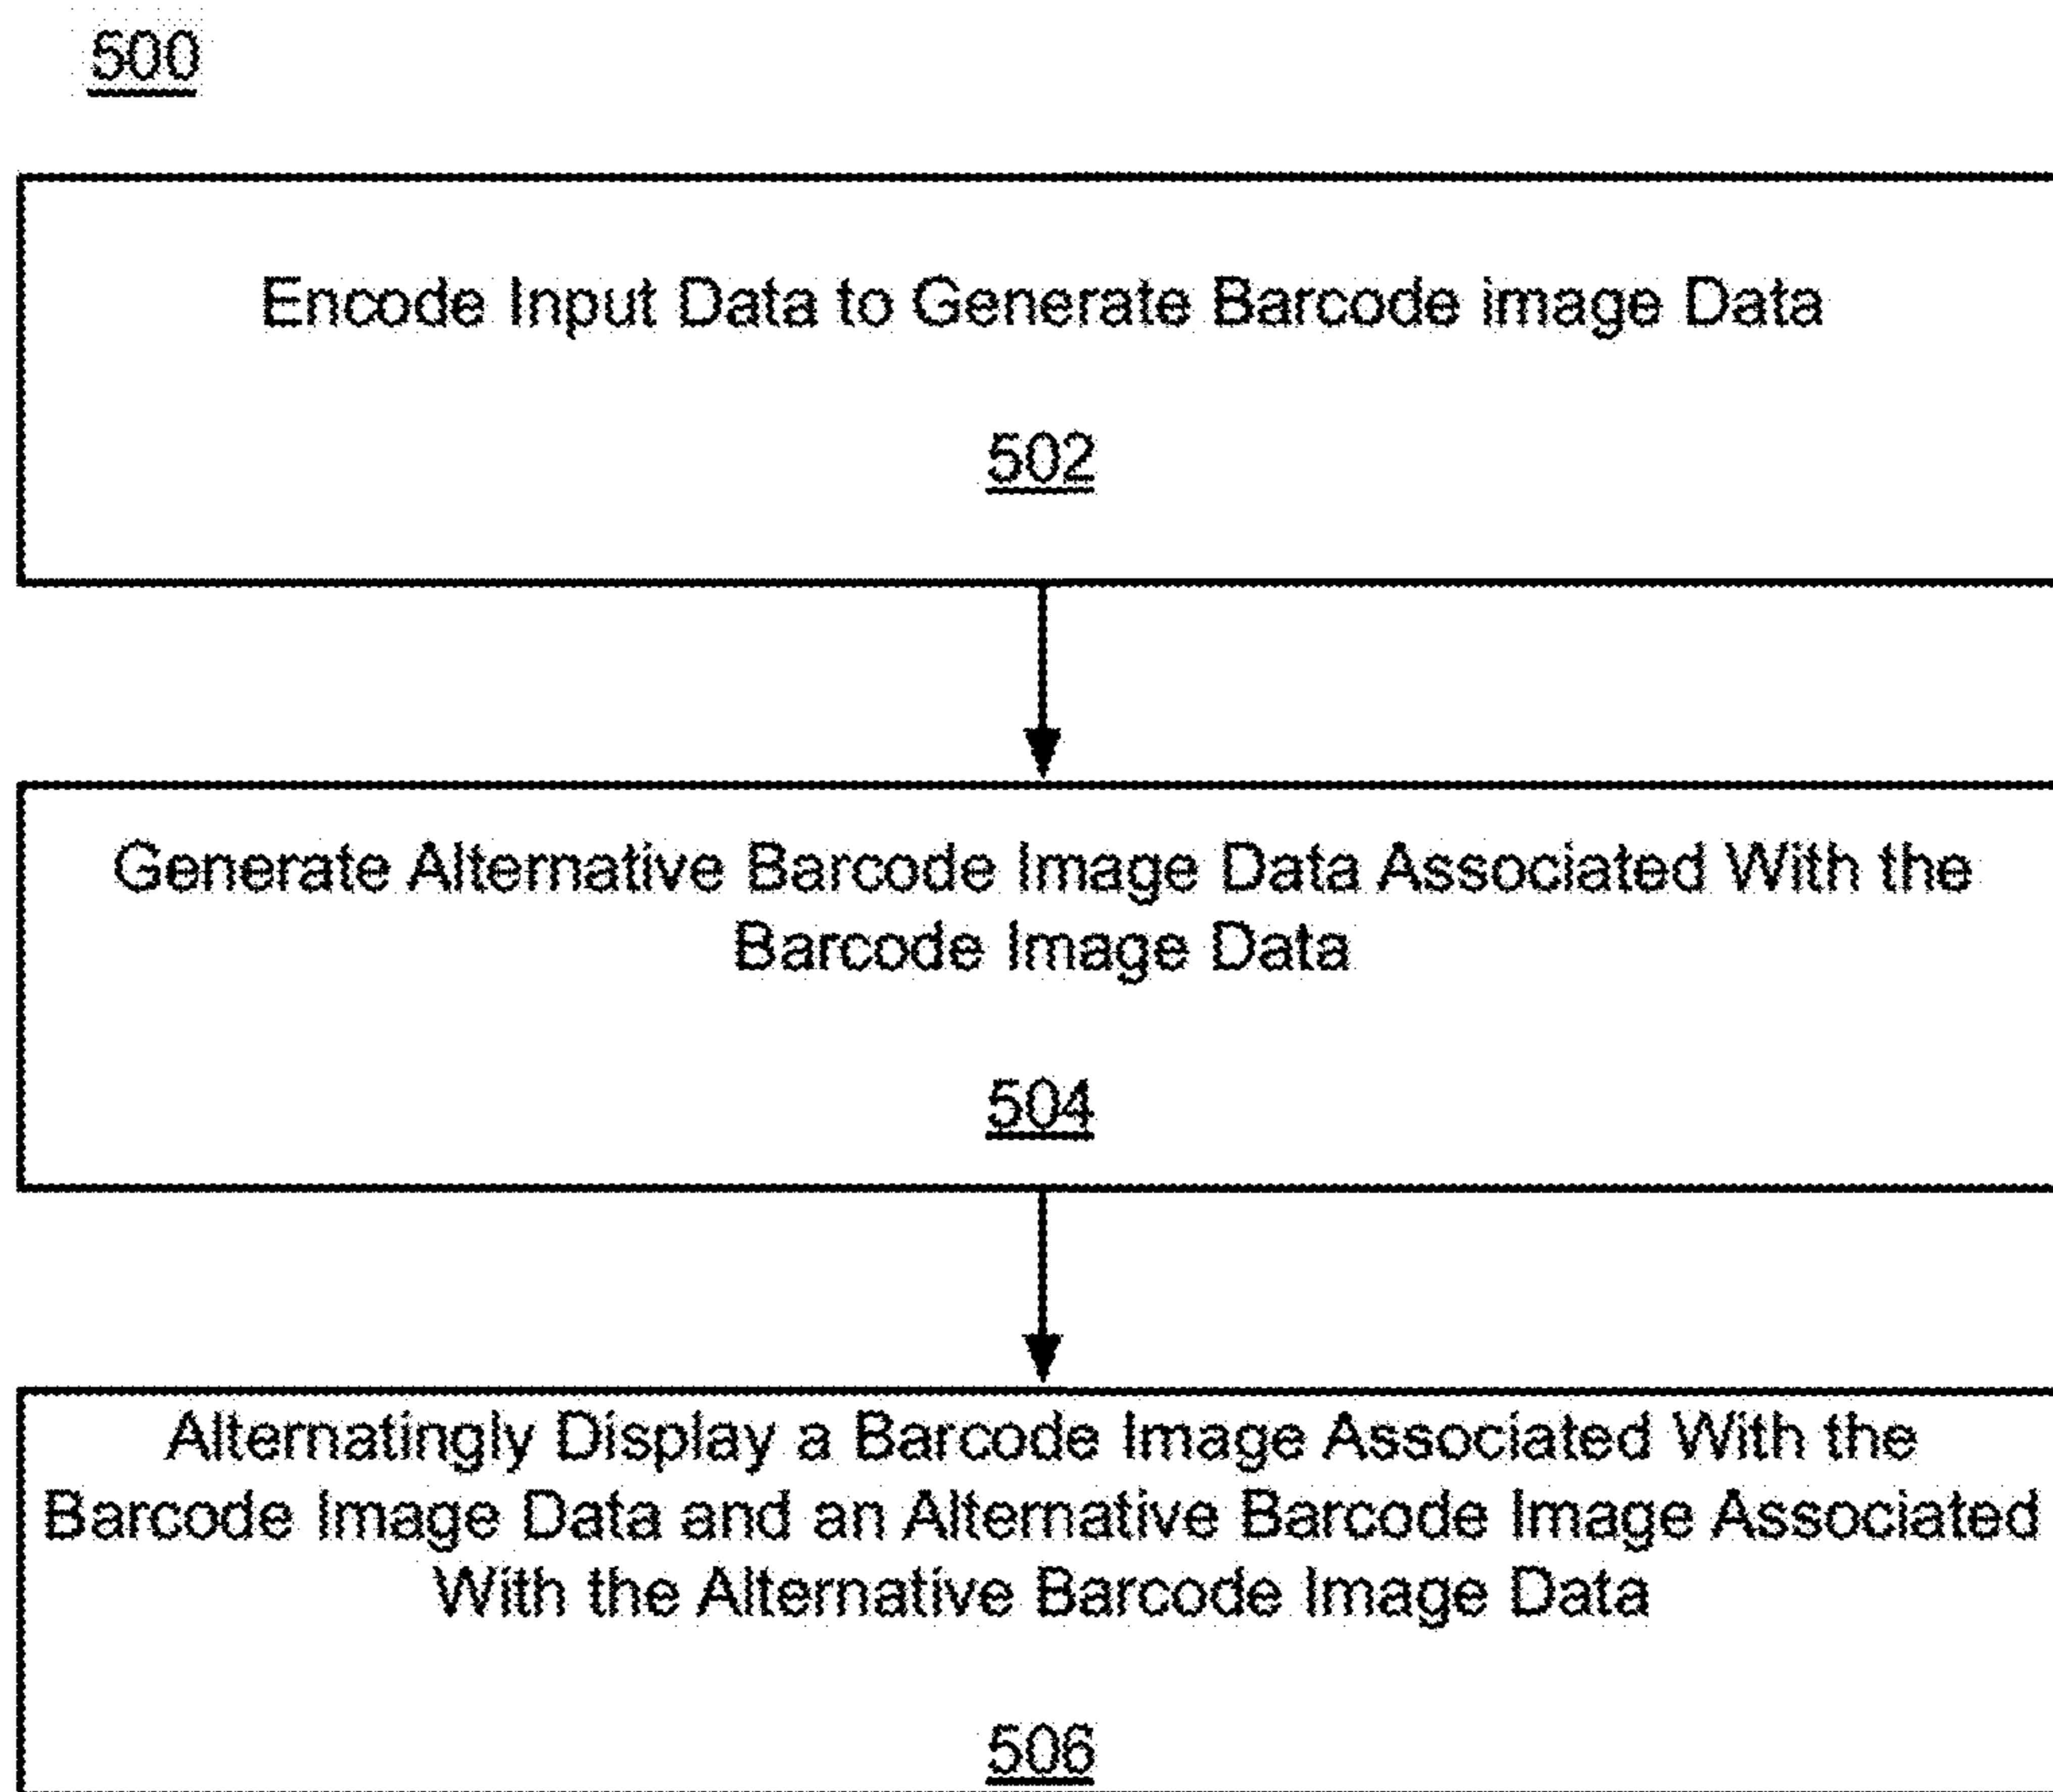 500
Encode Input Data to Generate Barcode image Data
502
Generate Alternative Barcode Image Data Associated With the
Barcode Image Data
504
Alternatingly Display a Barcode Image Associated With the
Barcode Image Data and an Alternative Barcode Image Associated
With the Alternative Barcode Image Data
506